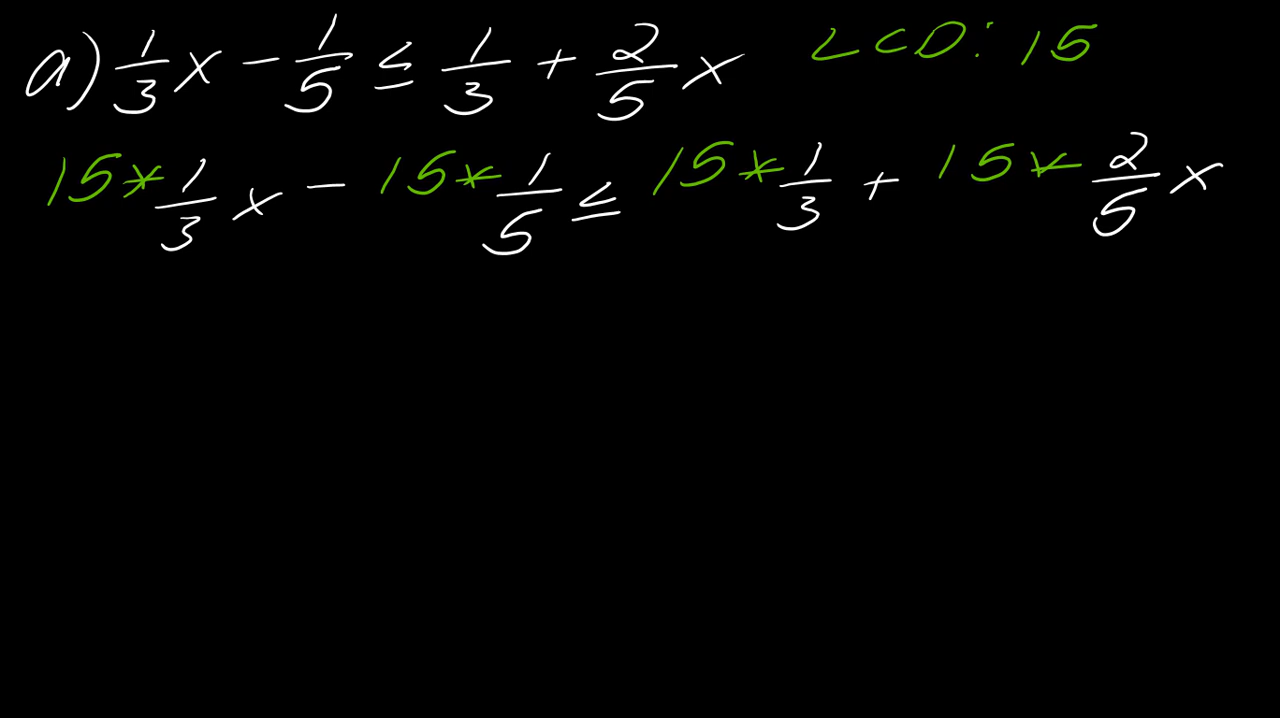 a) 1/3 x - 1/5 ≤ 1/3 + 2/5 x LCD: 15
15*1/3 x - 15*1/5 ≤ 15*1/3 + 15*2/5 x